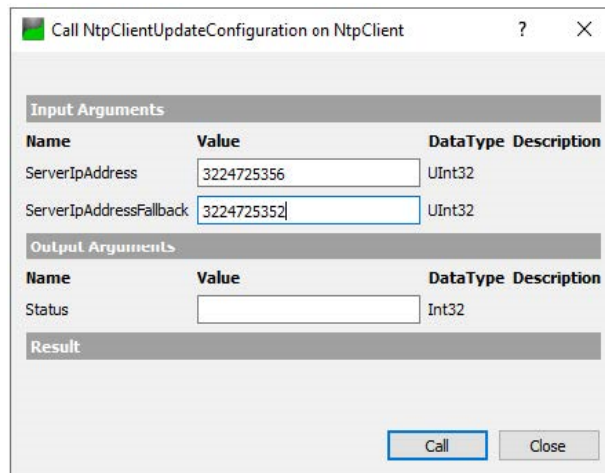 Call NtpClientUpdateConfiguration on NtpClient ? X
Input Arguments
Name Value DataType Description
ServerIpAddress 3224725356 UInt32
ServerIpAddressFallback 3224725352 UInt32
Output Arguments
Name Value DataType Description
Status Int32
Result
Call Close